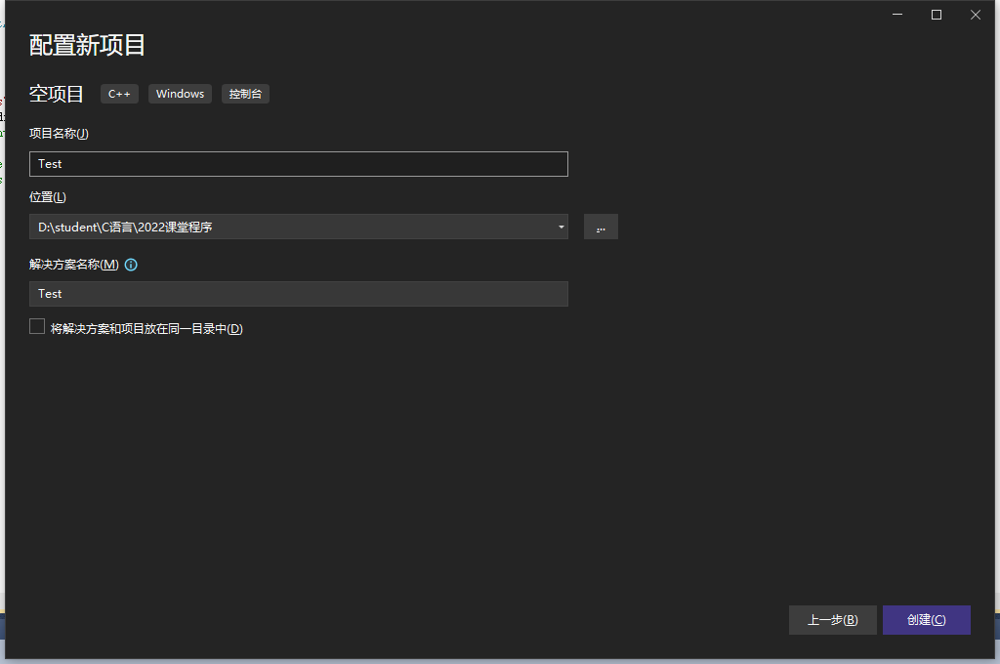 配置新项目
空项目 C++ Windows 控制台
项目名称(J)
Test
位置(L)
D:\student\C语言\2022课堂程序 ...
解决方案名称(M)
Test
将解决方案和项目放在同一目录中(D)
上一步(B) 创建(C)